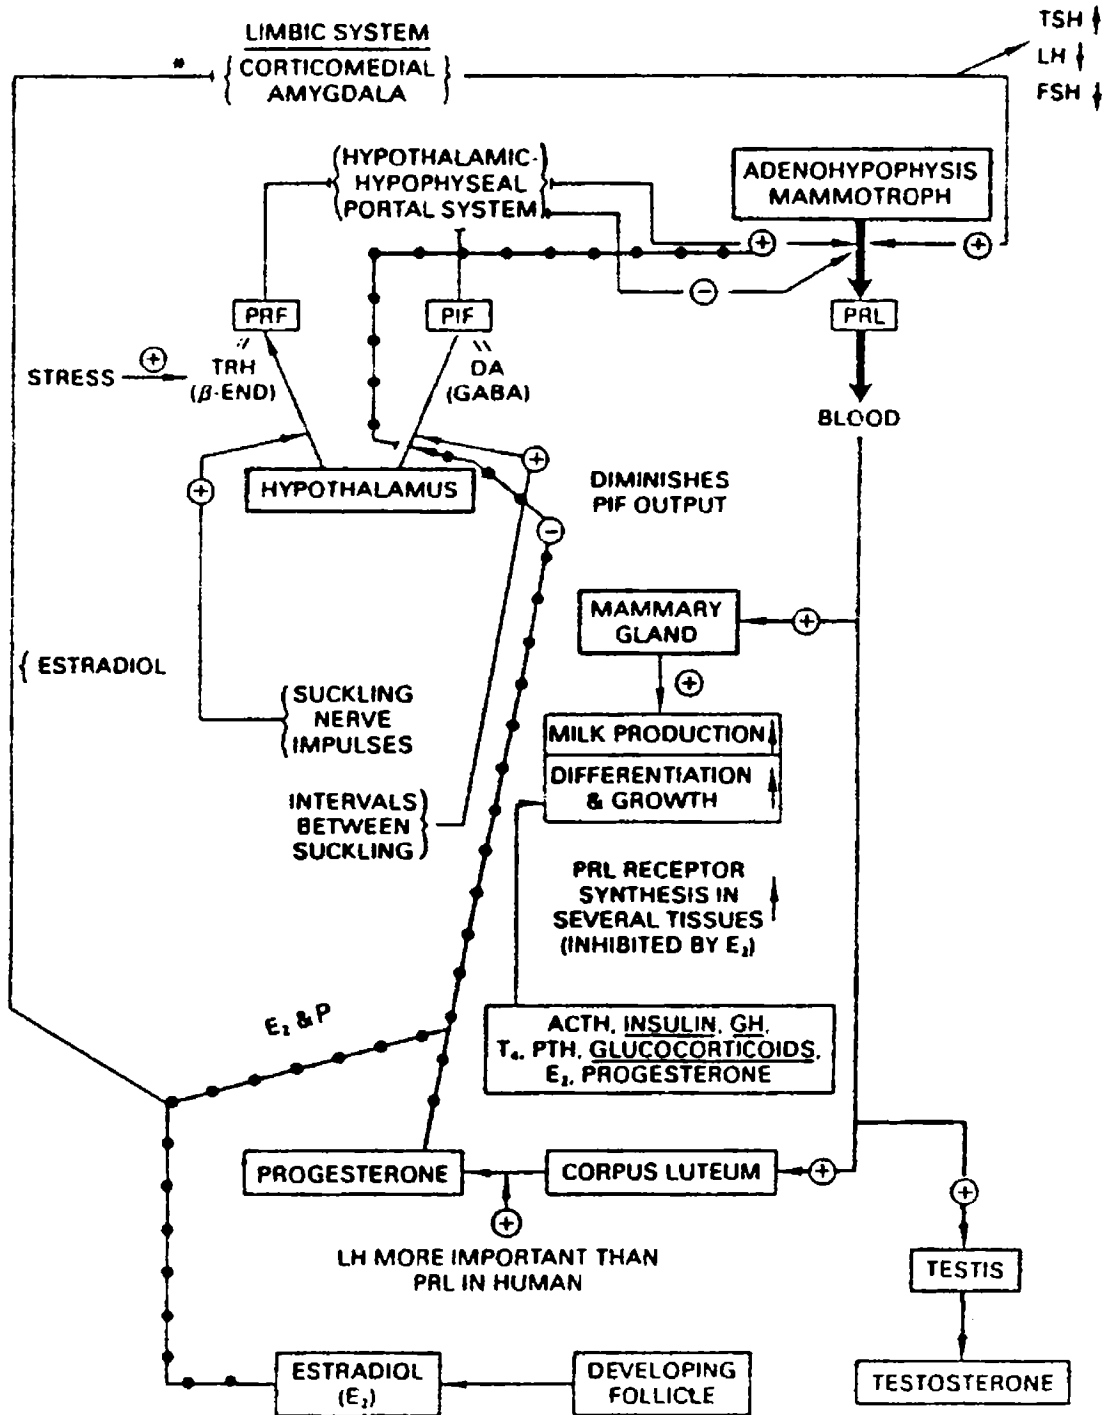 LIMBIC SYSTEM
* { CORTICOMEDIAL }
{ AMYGDALA }
TSH ↑
LH ↓
FSH ↓
(HYPOTHALAMIC-)
{ HYPOPHYSEAL }
(PORTAL SYSTEM)
ADENOHYPOPHYSIS
MAMMOTROPH
+
+
−
PRF
PIF
PRL
STRESS
+
"
TRH
(β-END)
"
DA
(GABA)
BLOOD
+
+
HYPOTHALAMUS
DIMINISHES
PIF OUTPUT
−
MAMMARY
GLAND
+
+
{ ESTRADIOL
SUCKLING
NERVE
IMPULSES
MILK PRODUCTION ↑
DIFFERENTIATION
& GROWTH ↑
INTERVALS
BETWEEN
SUCKLING
PRL RECEPTOR
SYNTHESIS IN
SEVERAL TISSUES ↑
(INHIBITED BY E₂)
E₂ & P
ACTH, INSULIN, GH,
T₄, PTH, GLUCOCORTICOIDS,
E₂, PROGESTERONE
PROGESTERONE
CORPUS LUTEUM
+
+
+
LH MORE IMPORTANT THAN
PRL IN HUMAN
TESTIS
ESTRADIOL
(E₂)
DEVELOPING
FOLLICLE
TESTOSTERONE